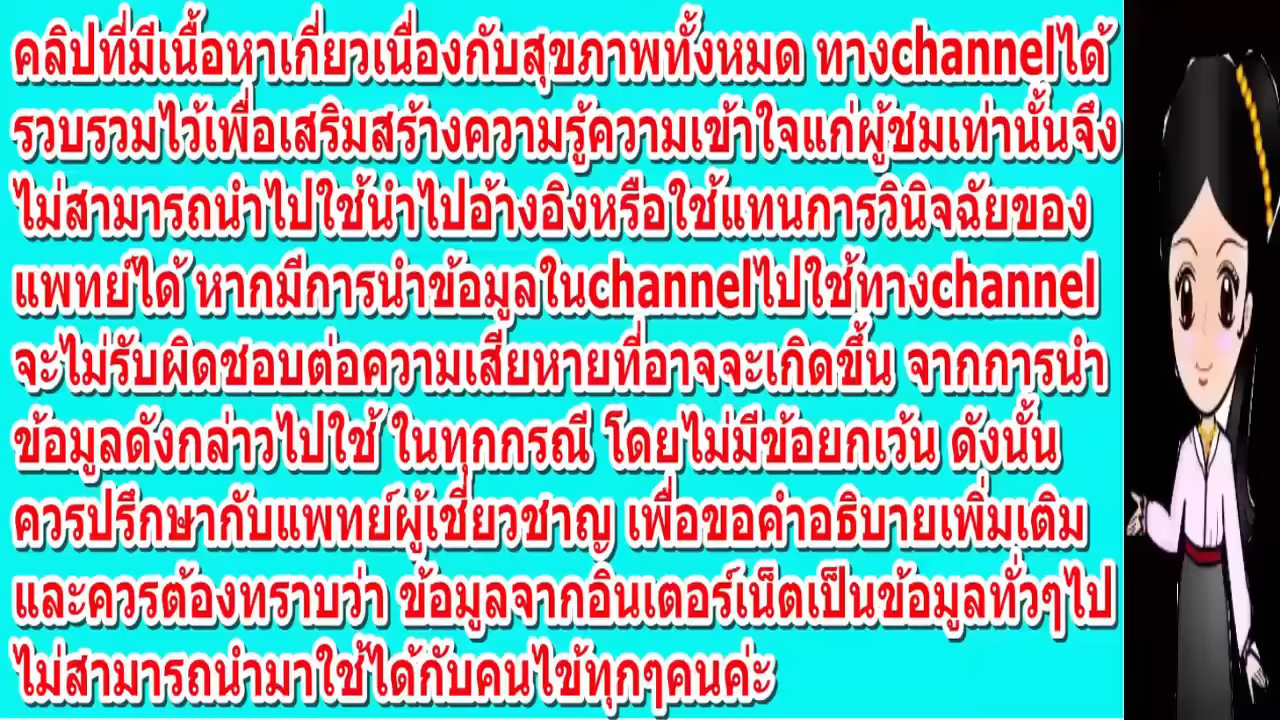 คลิปที่มีเนื้อหาเกี่ยวเนื่องกับสุขภาพทั้งหมด ทางchannelได้
รวบรวมไว้เพื่อเสริมสร้างความรู้ความเข้าใจแก่ผู้ชมเท่านั้นจึง
ไม่สามารถนำไปใช้นำไปอ้างอิงหรือใช้แทนการวินิจฉัยของ
แพทย์ได้ หากมีการนำข้อมูลในchannelไปใช้ทางchannel
จะไม่รับผิดชอบต่อความเสียหายที่อาจจะเกิดขึ้น จากการนำ
ข้อมูลดังกล่าวไปใช้ ในทุกกรณี โดยไม่มีข้อยกเว้น ดังนั้น
ควรปรึกษากับแพทย์ผู้เชี่ยวชาญ เพื่อขอคำอธิบายเพิ่มเติม
และควรต้องทราบว่า ข้อมูลจากอินเตอร์เน็ตเป็นข้อมูลทั่วๆไป
ไม่สามารถนำมาใช้ได้กับคนไข้ทุกๆคนค่ะ